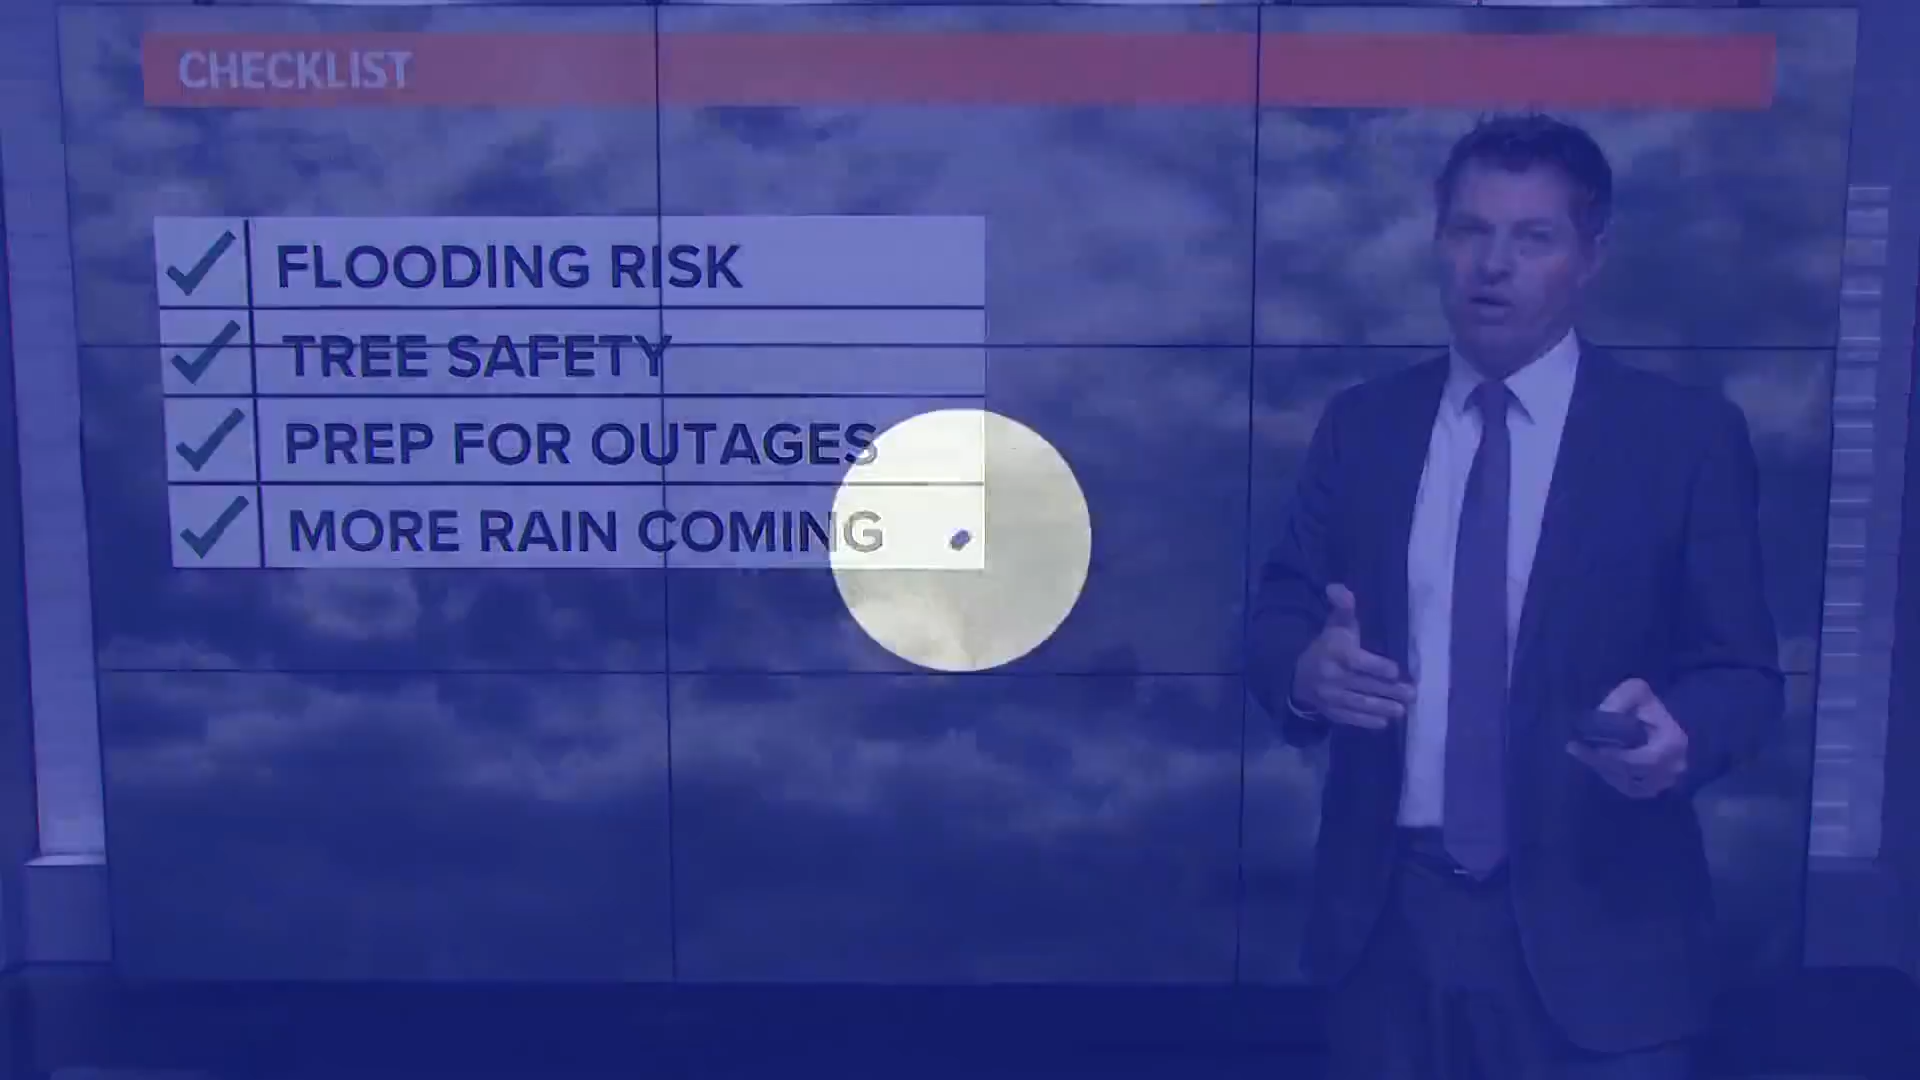 CHECKLIST
FLOODING RISK
TREE SAFETY
PREP FOR OUTAGES
MORE RAIN COMING